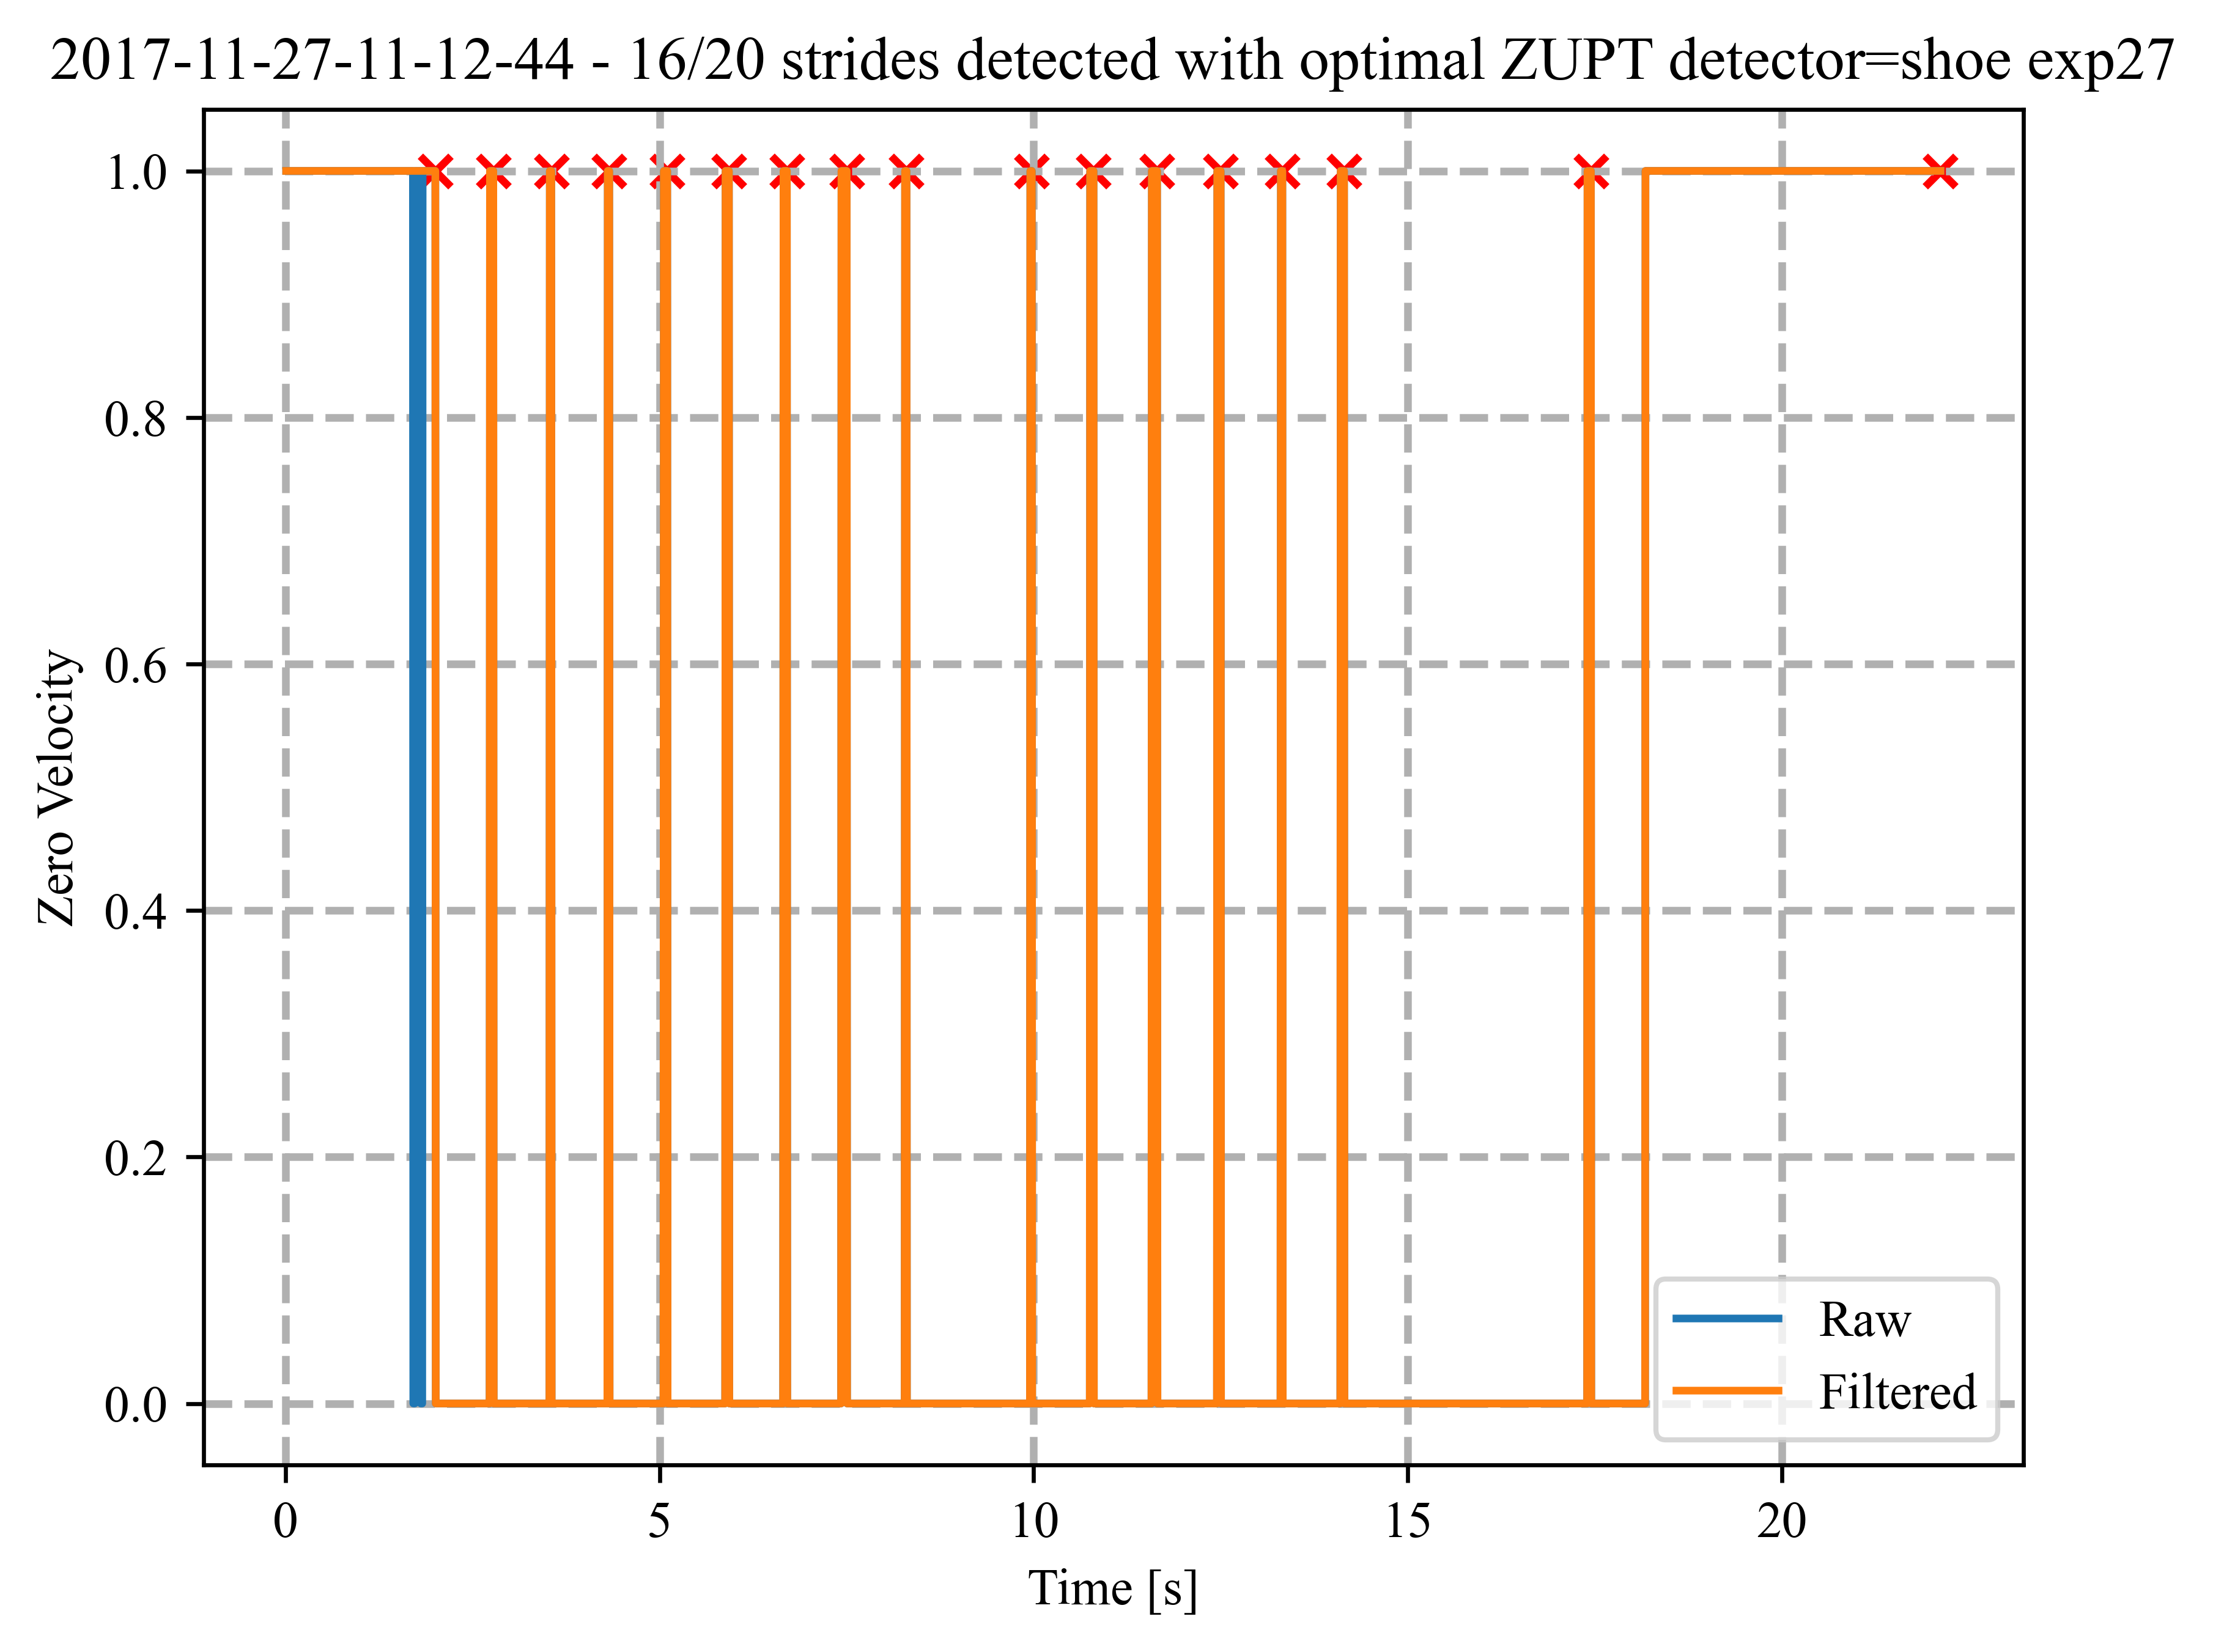 2017-11-27-11-12-44 - 16/20 strides detected with optimal ZUPT detector=shoe exp27
1.0
0.8
0.6
0.4
0.2
0.0
Zero Velocity
0 5 10 15 20
Time [s]
Raw
Filtered